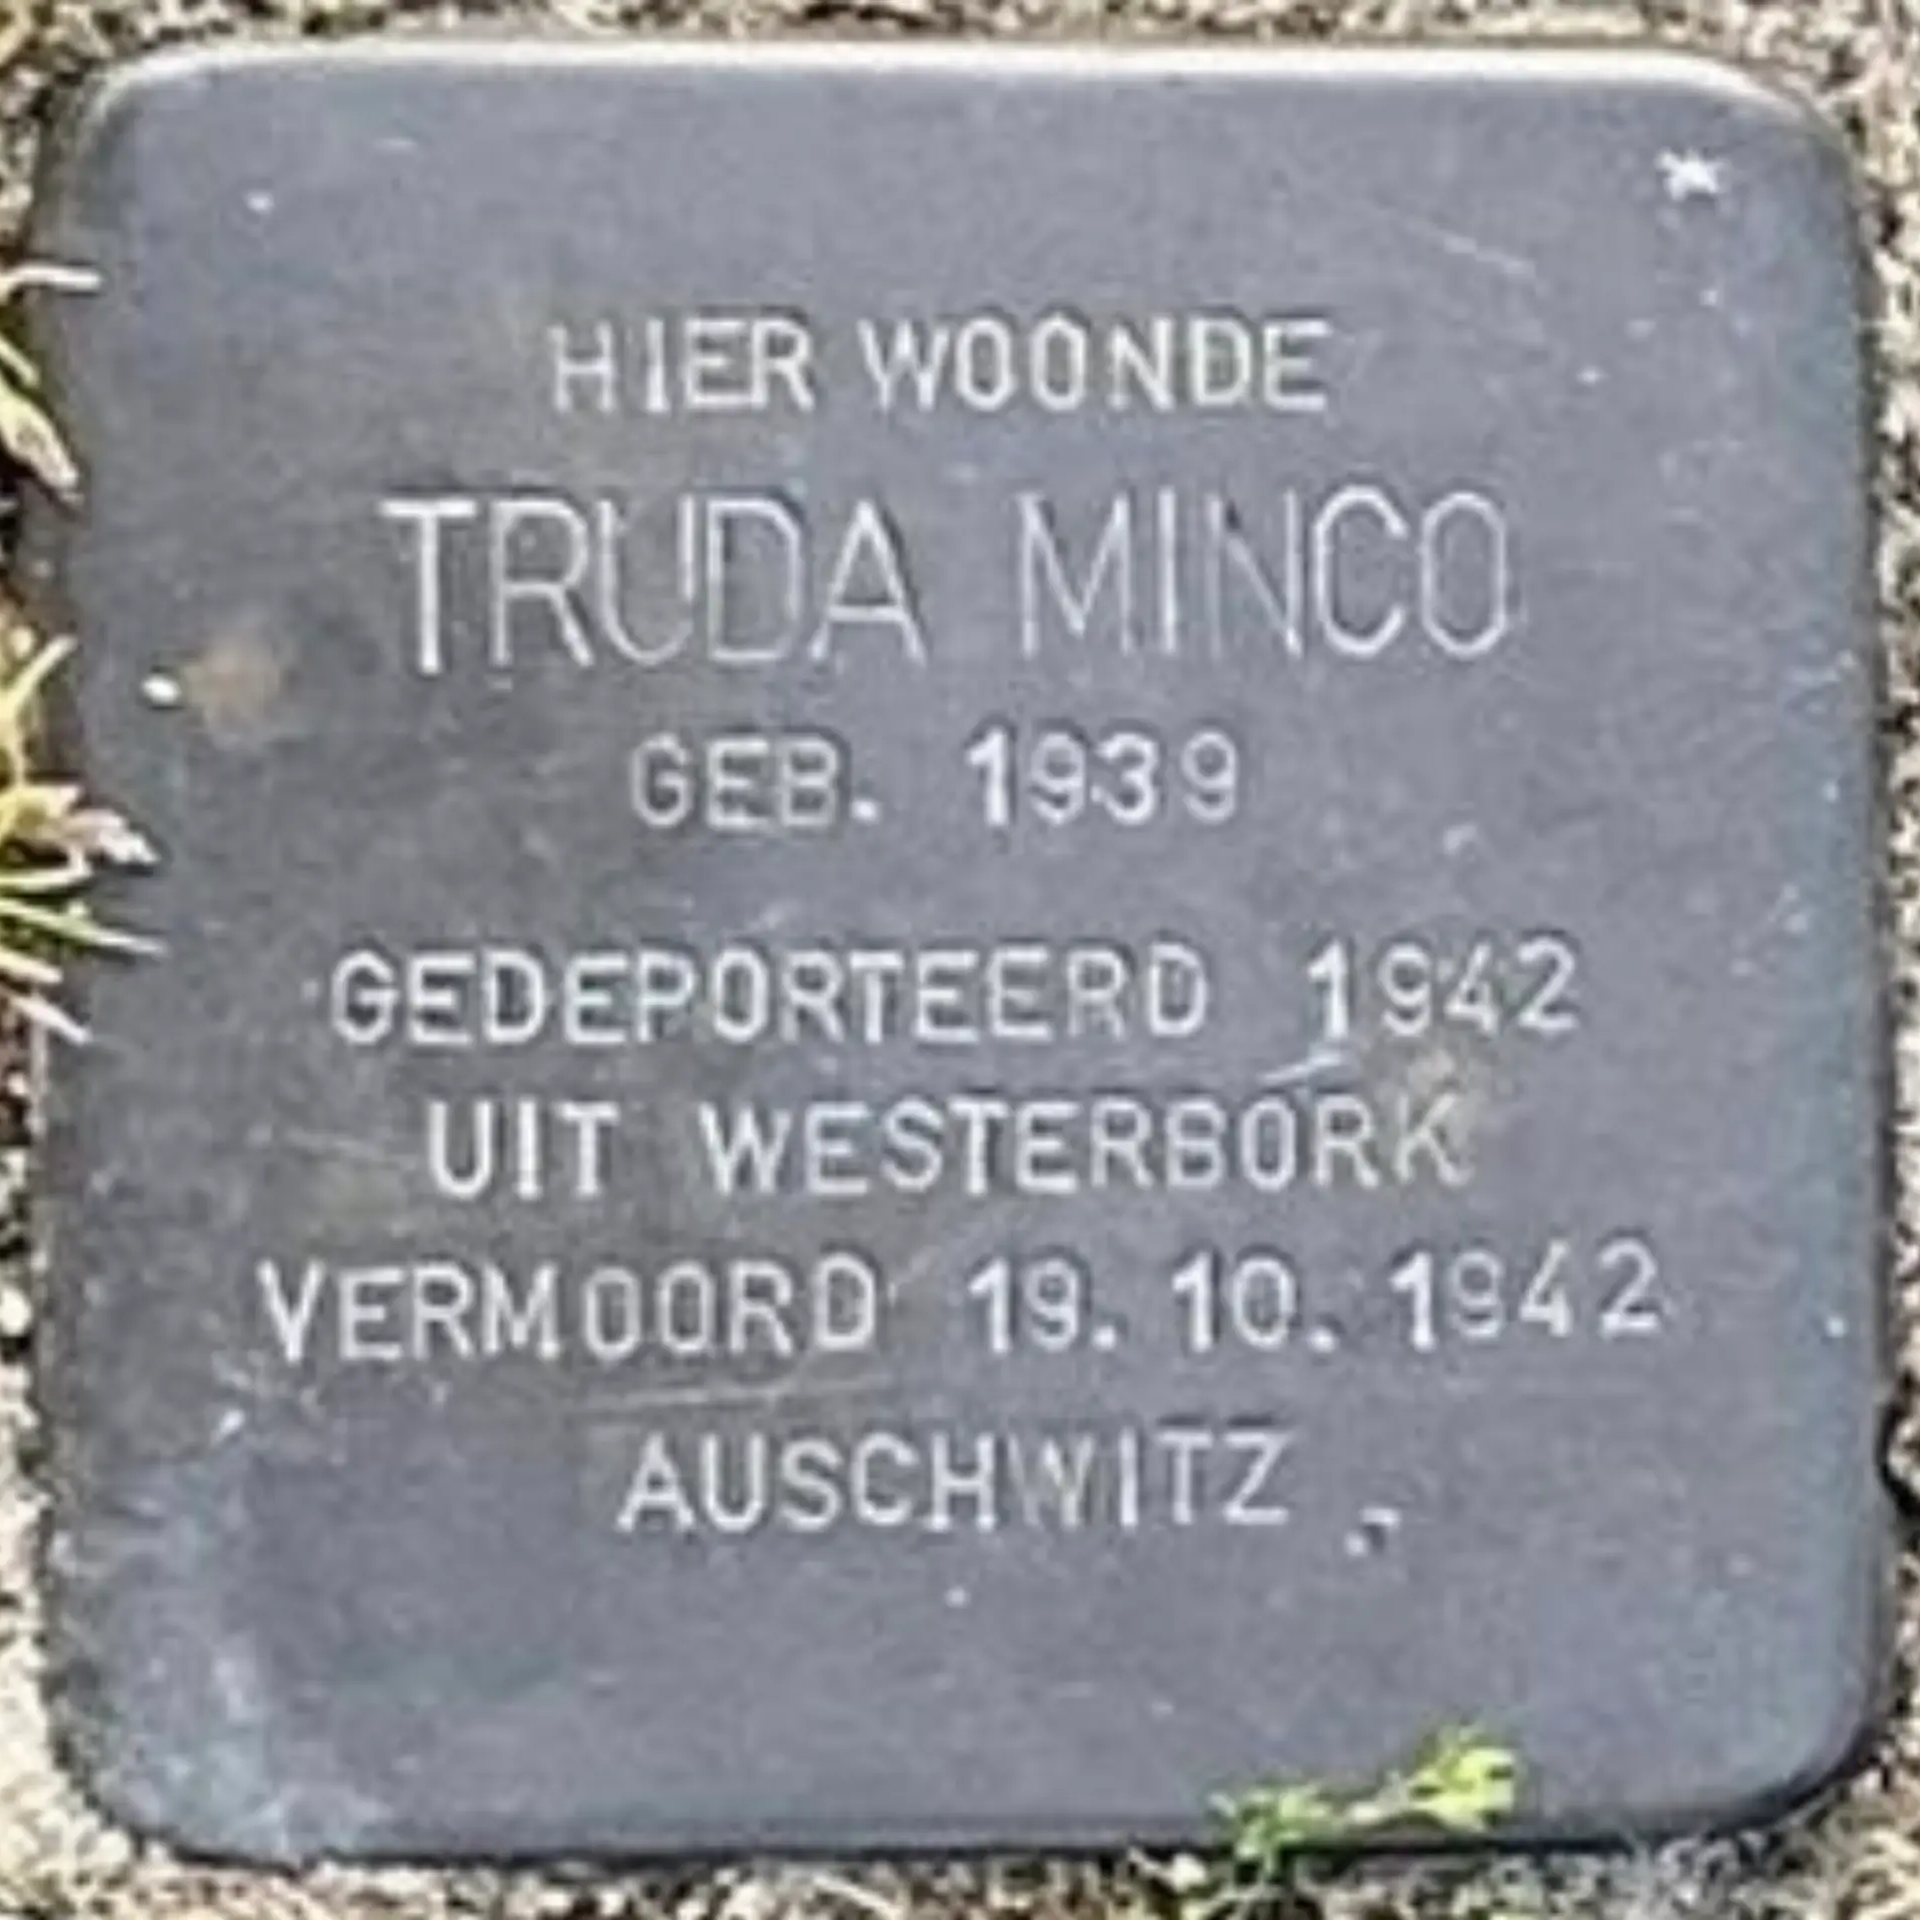 HIER WOONDE
TRUDA MINCO
GEB. 1939
GEDEPORTEERD 1942
UIT WESTERBORK
VERMOORD 19.10.1942
AUSCHWITZ